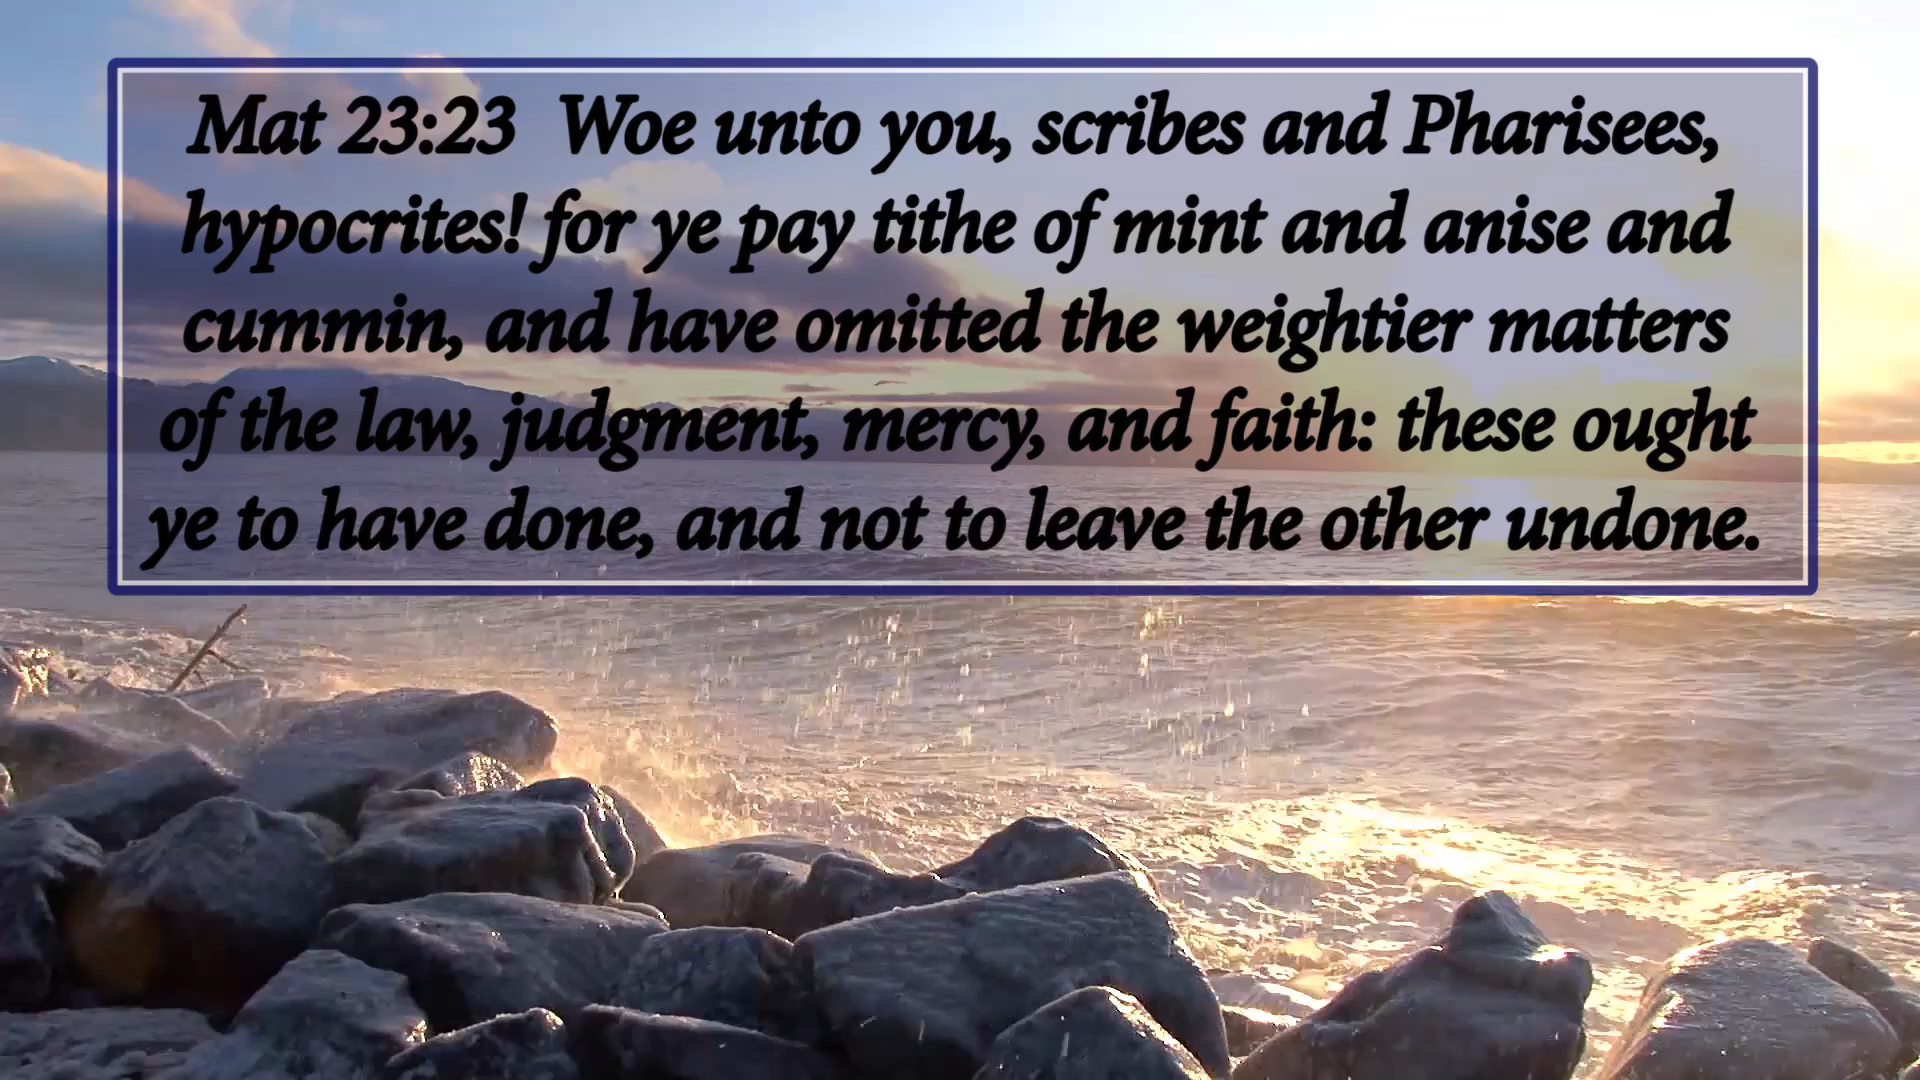 Mat 23:23 Woe unto you, scribes and Pharisees,
hypocrites! for ye pay tithe of mint and anise and
cummin, and have omitted the weightier matters
of the law, judgment, mercy, and faith: these ought
ye to have done, and not to leave the other undone.